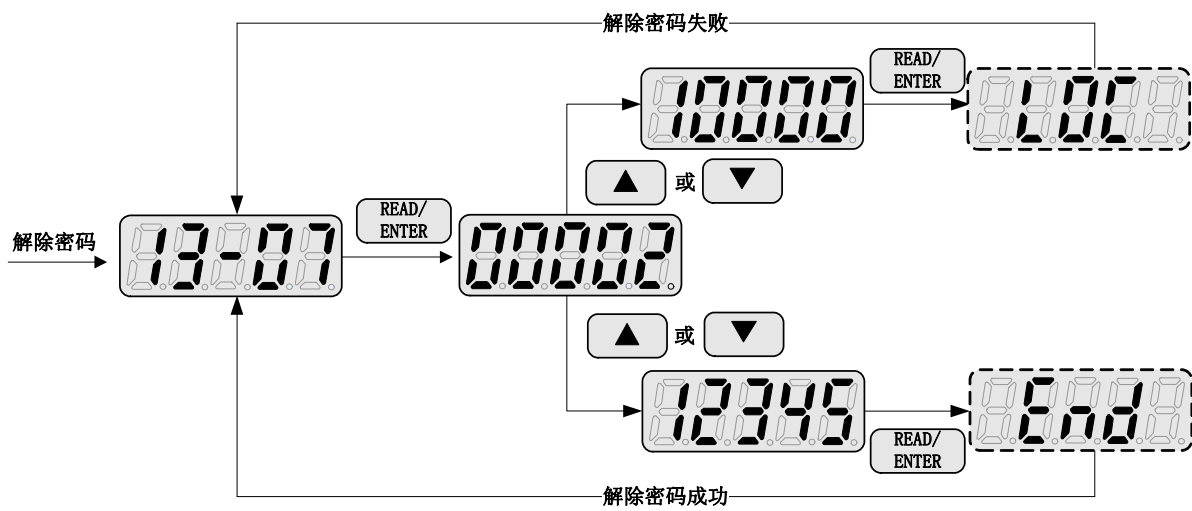 解除密码失败
READ/
ENTER
10000
LOC
▲ 或 ▼
解除密码
13-07
READ/
ENTER
00002
▲ 或 ▼
12345
READ/
ENTER
End
解除密码成功